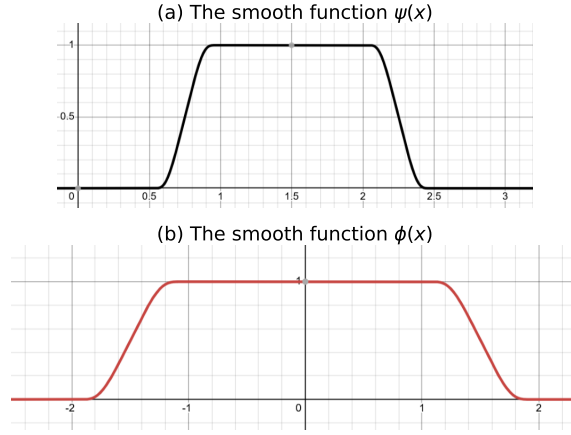 (a) The smooth function ψ(x)
1
0.5
0 0.5 1 1.5 2 2.5 3
(b) The smooth function ϕ(x)
1
-2 -1 0 1 2